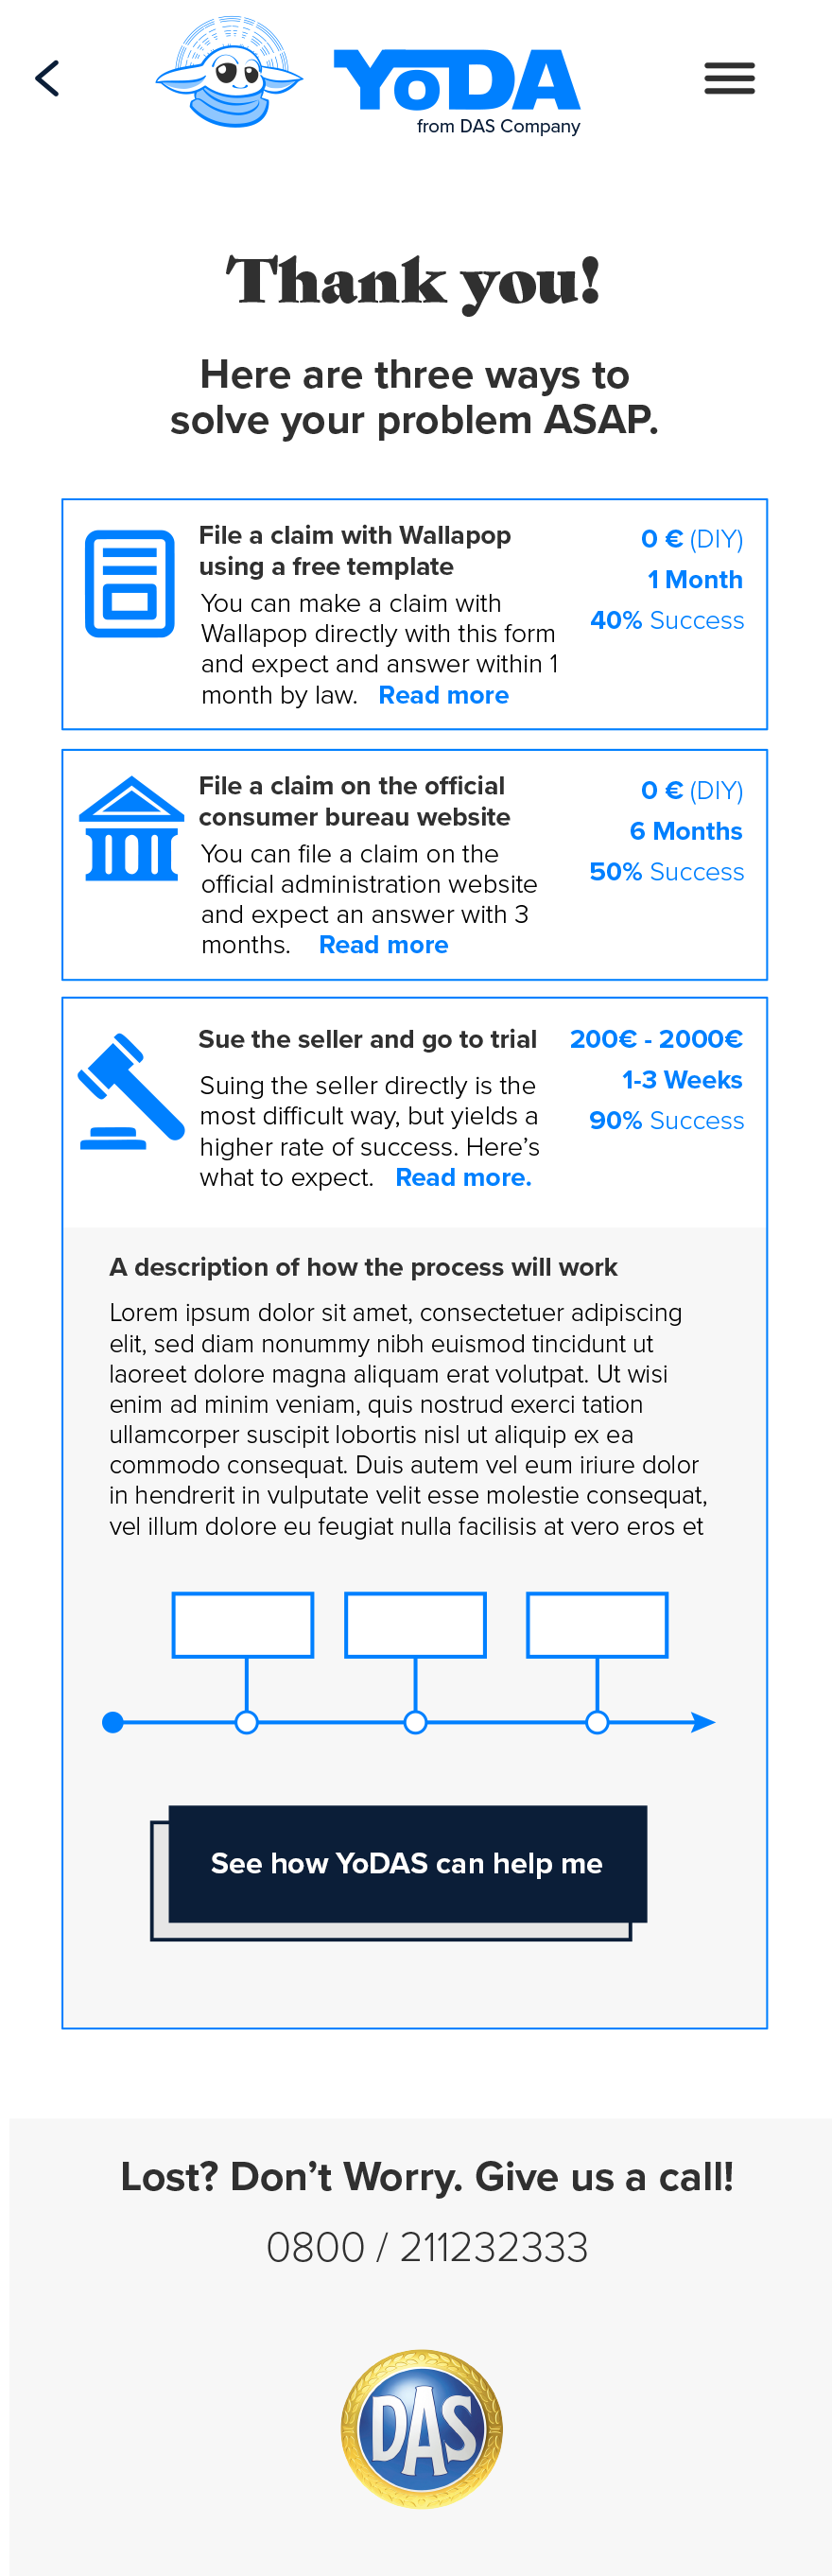 YoDA
from DAS Company
Thank you!
Here are three ways to
solve your problem ASAP.
File a claim with Wallapop
using a free template
You can make a claim with
Wallapop directly with this form
and expect and answer within 1
month by law. Read more
0 € (DIY)
1 Month
40% Success
File a claim on the official
consumer bureau website
You can file a claim on the
official administration website
and expect an answer with 3
months. Read more
0 € (DIY)
6 Months
50% Success
Sue the seller and go to trial
Suing the seller directly is the
most difficult way, but yields a
higher rate of success. Here’s
what to expect. Read more.
200€ - 2000€
1-3 Weeks
90% Success
A description of how the process will work
Lorem ipsum dolor sit amet, consectetuer adipiscing
elit, sed diam nonummy nibh euismod tincidunt ut
laoreet dolore magna aliquam erat volutpat. Ut wisi
enim ad minim veniam, quis nostrud exerci tation
ullamcorper suscipit lobortis nisl ut aliquip ex ea
commodo consequat. Duis autem vel eum iriure dolor
in hendrerit in vulputate velit esse molestie consequat,
vel illum dolore eu feugiat nulla facilisis at vero eros et
See how YoDAS can help me
Lost? Don’t Worry. Give us a call!
0800 / 211232333
DAS